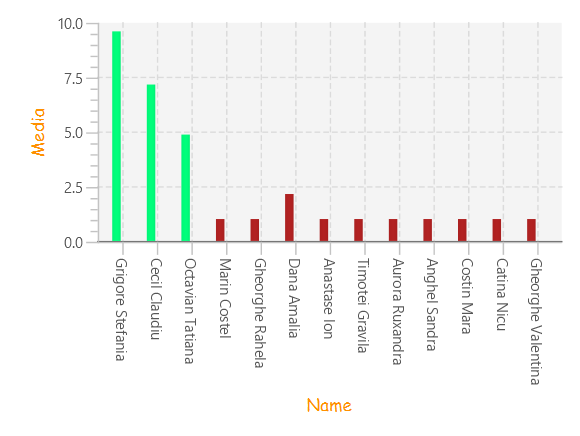 10.0
7.5
5.0
2.5
0.0
Media
Grigore Stefania
Cecil Claudiu
Octavian Tatiana
Marin Costel
Gheorghe Rahela
Dana Amalia
Anastase Ion
Timotei Gravila
Aurora Ruxandra
Anghel Sandra
Costin Mara
Catina Nicu
Gheorghe Valentina
Name